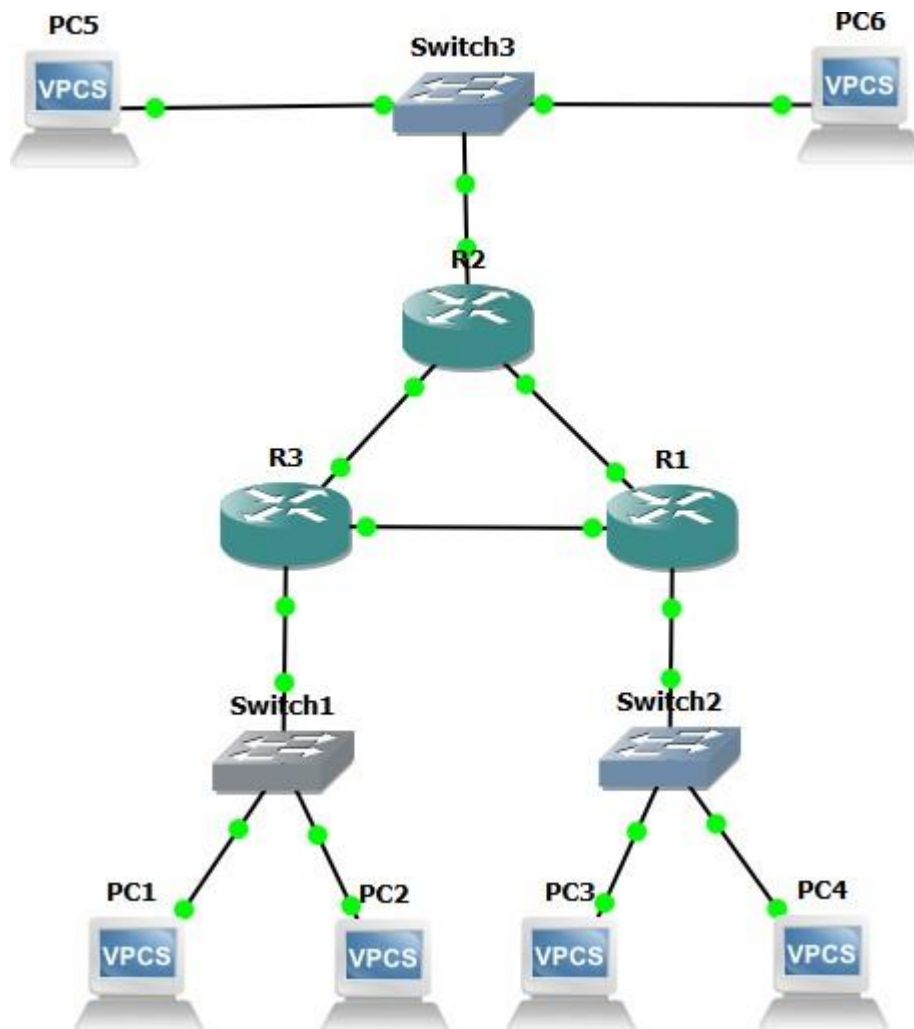 PC5
PC6
Switch3
VPCS
VPCS
R2
R3
R1
Switch1
Switch2
PC1
PC2
PC3
PC4
VPCS
VPCS
VPCS
VPCS